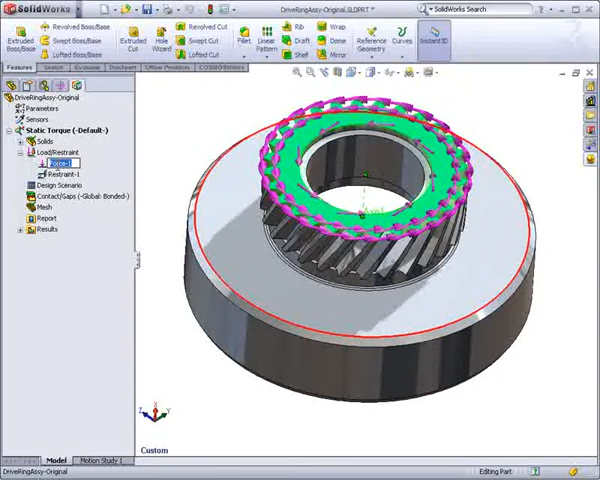 SolidWorks
DriveRingAssy-Original.SLDPRT *
SolidWorks Search
Extruded Boss/Base
Revolved Boss/Base
Swept Boss/Base
Lofted Boss/Base
Extruded Cut
Hole Wizard
Revolved Cut
Swept Cut
Lofted Cut
Fillet
Linear Pattern
Rib
Draft
Shell
Wrap
Dome
Mirror
Reference Geometry
Curves
Instant3D
Features
Sketch
Evaluate
DimXpert
Office Products
COSMOSWorks
DriveRingAssy-Original
Parameters
Sensors
Static Torque (-Default-)
Solids
Load/Restraint
Force-1
Restraint-1
Design Scenario
Contact/Gaps (-Global: Bonded-)
Mesh
Report
Results
Axis1
Z
X
Y
Custom
Model
Motion Study 1
DriveRingAssy-Original
Editing Part